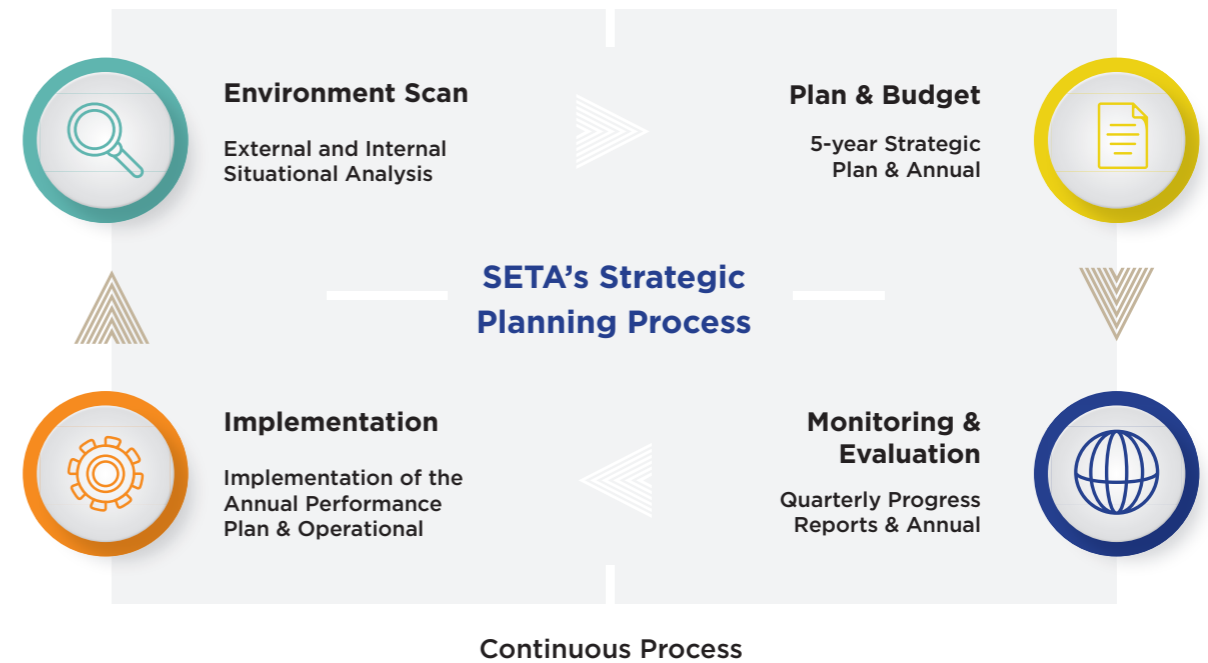 Environment Scan
External and Internal
Situational Analysis
Plan & Budget
5-year Strategic
Plan & Annual
SETA's Strategic
Planning Process
Implementation
Implementation of the
Annual Performance
Plan & Operational
Monitoring &
Evaluation
Quarterly Progress
Reports & Annual
Continuous Process